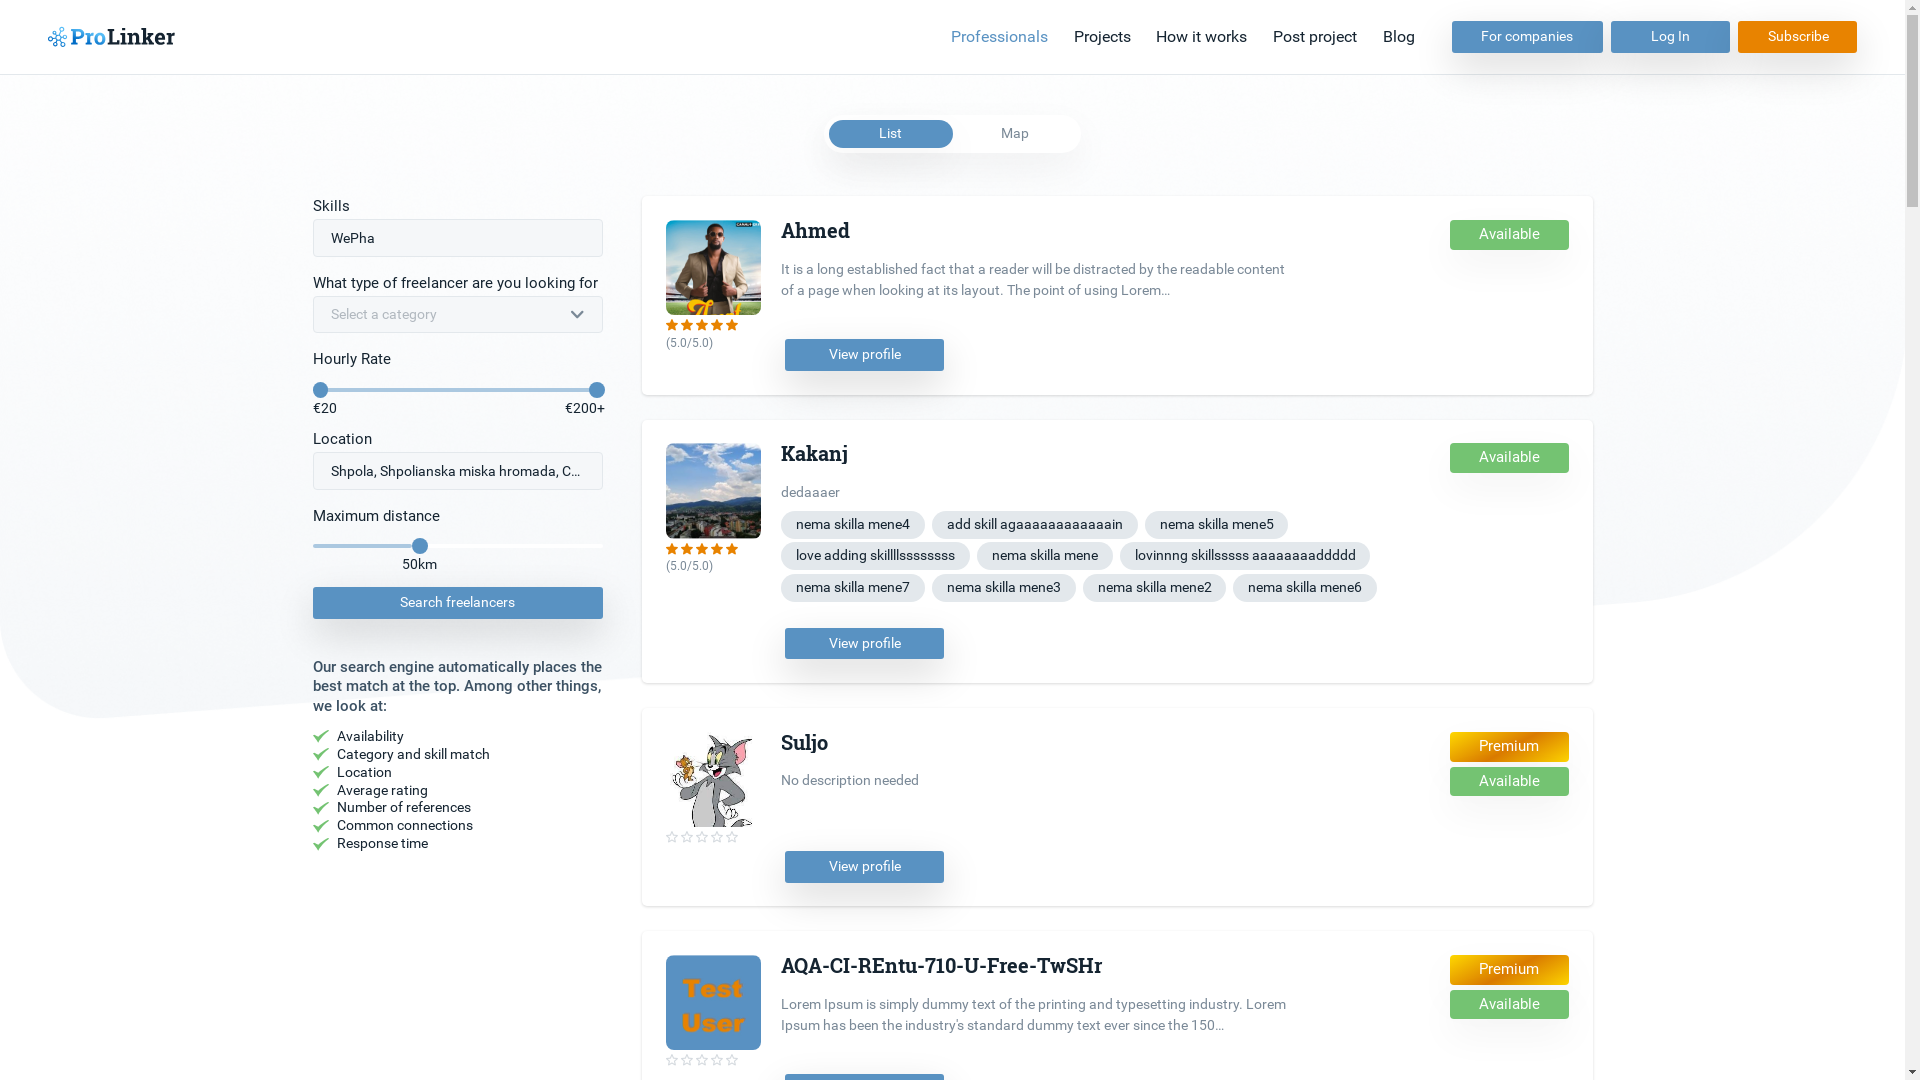 ProLinker
Professionals
Projects
How it works
Post project
Blog
For companies
Log In
Subscribe
List
Map
Skills
WePha
What type of freelancer are you looking for
Select a category
Hourly Rate
€20
€200+
Location
Shpola, Shpolianska miska hromada, C...
Maximum distance
50km
Search freelancers
Our search engine automatically places the
best match at the top. Among other things,
we look at:
Availability
Category and skill match
Location
Average rating
Number of references
Common connections
Response time
Ahmed
Available
It is a long established fact that a reader will be distracted by the readable content
of a page when looking at its layout. The point of using Lorem...
(5.0/5.0)
View profile
Kakanj
Available
dedaaaer
nema skilla mene4
add skill agaaaaaaaaaaain
nema skilla mene5
love adding skillllssssssss
nema skilla mene
lovinnng skillsssss aaaaaaaaddddd
(5.0/5.0)
nema skilla mene7
nema skilla mene3
nema skilla mene2
nema skilla mene6
View profile
Suljo
Premium
No description needed
Available
View profile
AQA-CI-REntu-710-U-Free-TwSHr
Premium
Test
User
Lorem Ipsum is simply dummy text of the printing and typesetting industry. Lorem
Ipsum has been the industry's standard dummy text ever since the 150...
Available